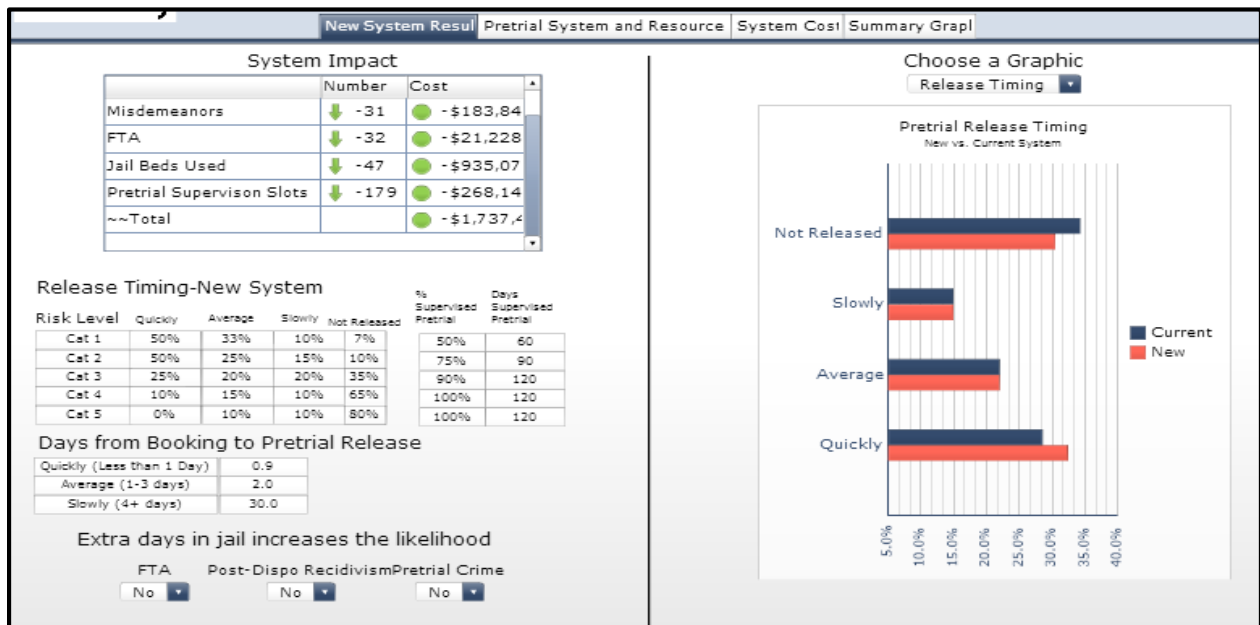 New System Resul Pretrial System and Resource System Cost Summary Grapl
System Impact
Number Cost
Misdemeanors -31 -$183,84
FTA -32 -$21,228
Jail Beds Used -47 -$935,07
Pretrial Supervison Slots -179 -$268,14
~~Total -$1,737,4
Release Timing-New System
Risk Level Quickly Average Slowly Not Released % Supervised Pretrial Days Supervised Pretrial
Cat 1 50% 33% 10% 7% 50% 60
Cat 2 50% 25% 15% 10% 75% 90
Cat 3 25% 20% 20% 35% 90% 120
Cat 4 10% 15% 10% 65% 100% 120
Cat 5 0% 10% 10% 80% 100% 120
Days from Booking to Pretrial Release
Quickly (Less than 1 Day) 0.9
Average (1-3 days) 2.0
Slowly (4+ days) 30.0
Extra days in jail increases the likelihood
FTA Post-Dispo Recidivism Pretrial Crime
No No No
Choose a Graphic
Release Timing
Pretrial Release Timing
New vs. Current System
Not Released
Slowly
Average
Quickly
5.0% 10.0% 15.0% 20.0% 25.0% 30.0% 35.0% 40.0%
Current
New